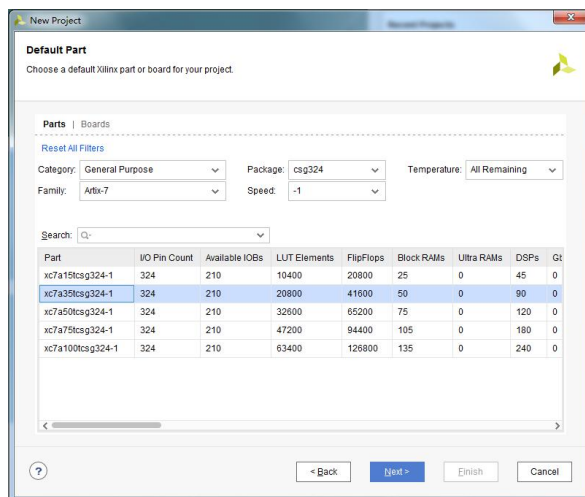 New Project
Recent Projects
Default Part
Choose a default Xilinx part or board for your project.
Parts | Boards
Reset All Filters
Category: General Purpose Package: csg324 Temperature: All Remaining
Family: Artix-7 Speed: -1
Search: Q-
Part I/O Pin Count Available IOBs LUT Elements FlipFlops Block RAMs Ultra RAMs DSPs Gt
xc7a15tcsg324-1 324 210 10400 20800 25 0 45 0
xc7a35tcsg324-1 324 210 20800 41600 50 0 90 0
xc7a50tcsg324-1 324 210 32600 65200 75 0 120 0
xc7a75tcsg324-1 324 210 47200 94400 105 0 180 0
xc7a100tcsg324-1 324 210 63400 126800 135 0 240 0
? < Back Next > Finish Cancel